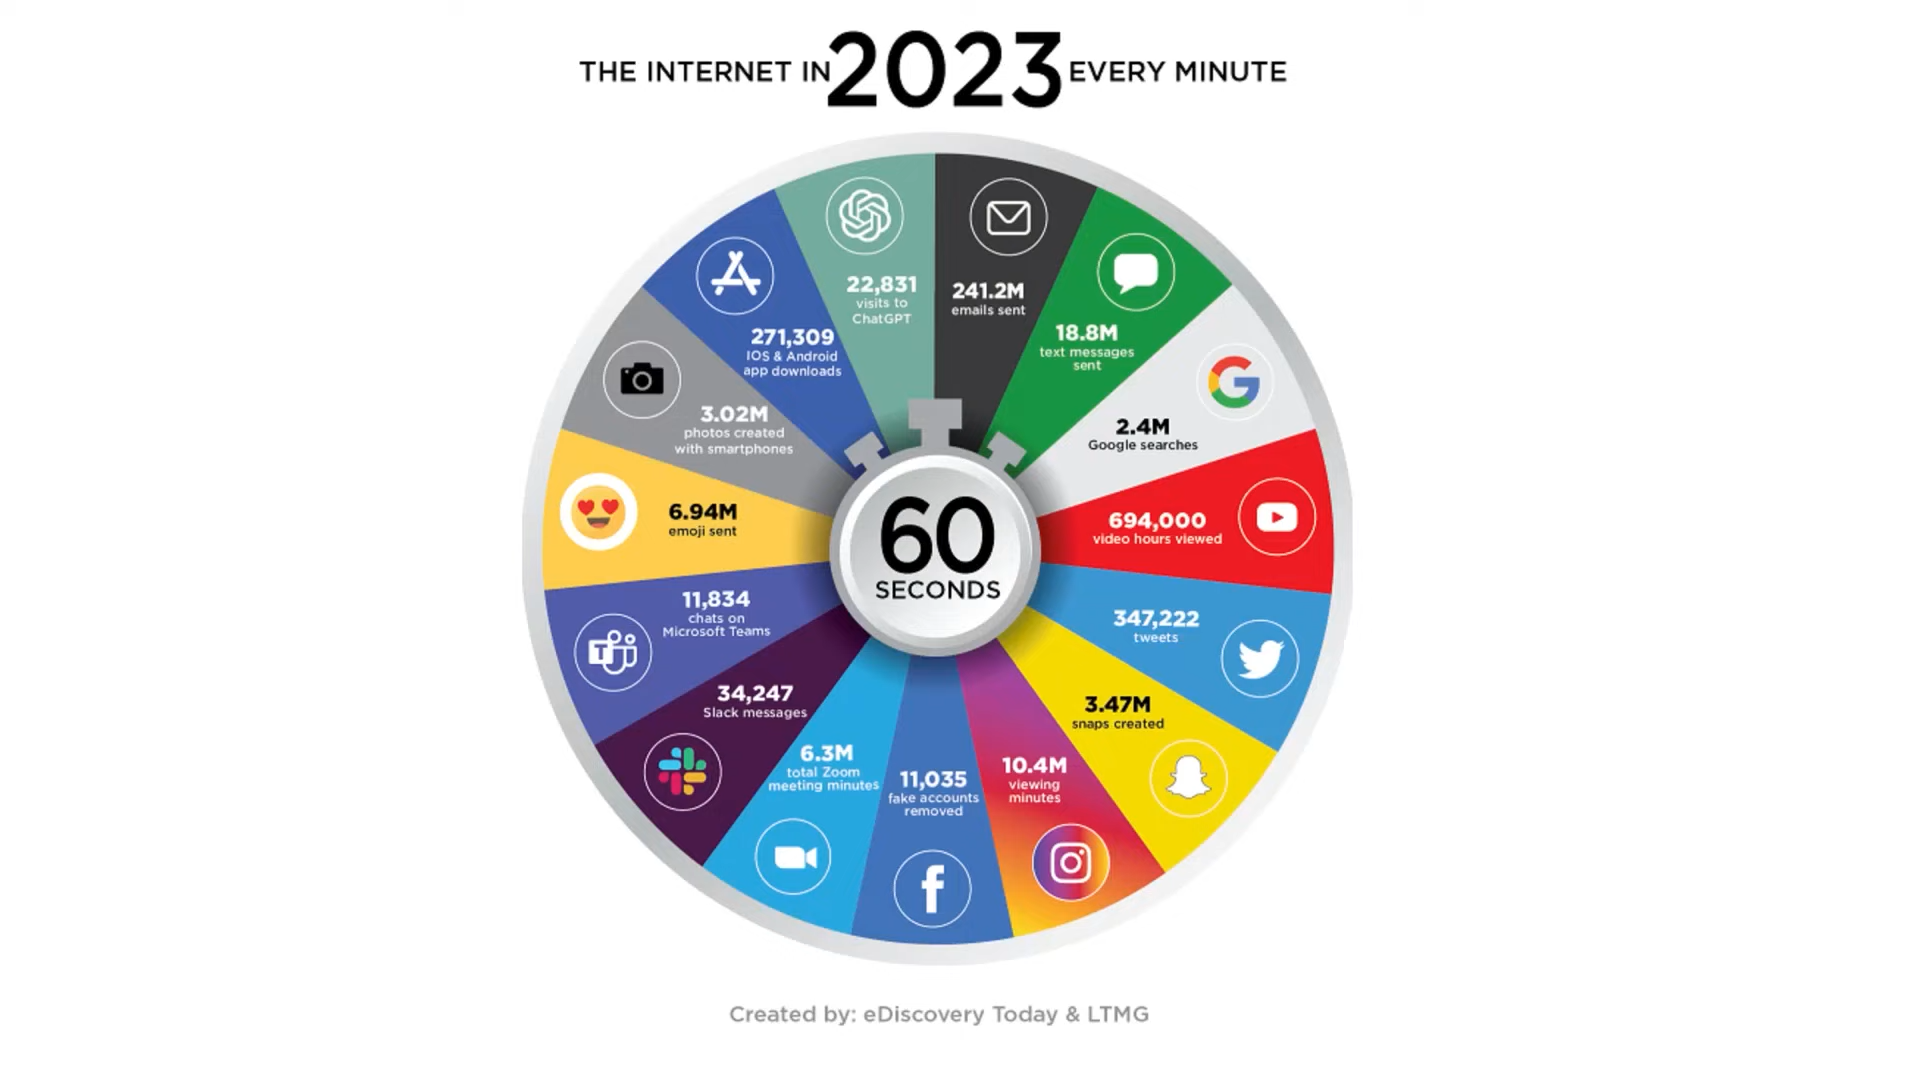 THE INTERNET IN 2023 EVERY MINUTE
241.2M
emails sent
18.8M
text messages
sent
2.4M
Google searches
694,000
video hours viewed
347,222
tweets
3.47M
snaps created
10.4M
viewing
minutes
11,035
fake accounts
removed
6.3M
total Zoom
meeting minutes
34,247
Slack messages
11,834
chats on
Microsoft Teams
6.94M
emoji sent
3.02M
photos created
with smartphones
271,309
IOS & Android
app downloads
22,831
visits to
ChatGPT
60
SECONDS
Created by: eDiscovery Today & LTMG